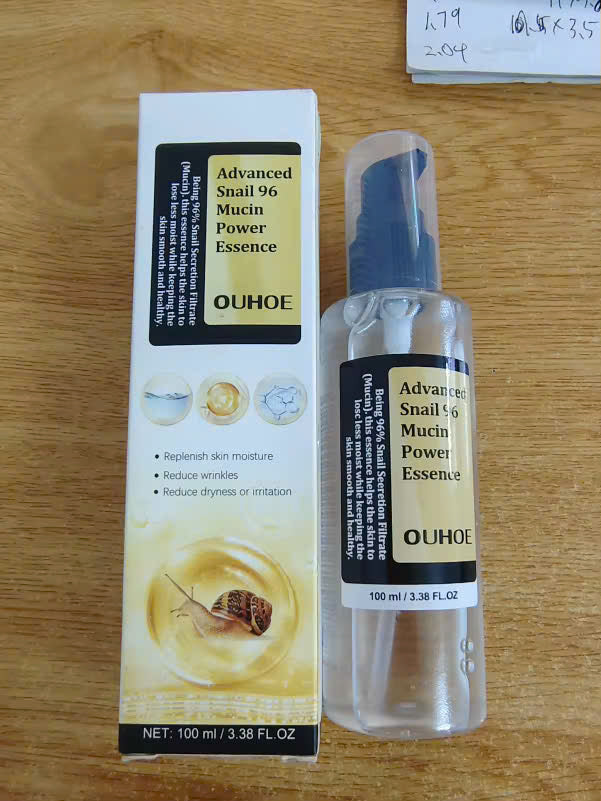 1.79
2.04
Advanced
Snail 96
Mucin
Power
Essence
OUHOE
Being 96% Snail Secretion Filtrate
(Mucin), this essence helps the skin to
lose less moist while keeping the
skin smooth and healthy.
• Replenish skin moisture
• Reduce wrinkles
• Reduce dryness or irritation
NET: 100 ml / 3.38 FL.OZ
Advanced
Snail 96
Mucin
Power
Essence
OUHOE
Being 96% Snail Secretion Filtrate
(Mucin), this essence helps the skin to
lose less moist while keeping the
skin smooth and healthy.
100 ml / 3.38 FL.OZ